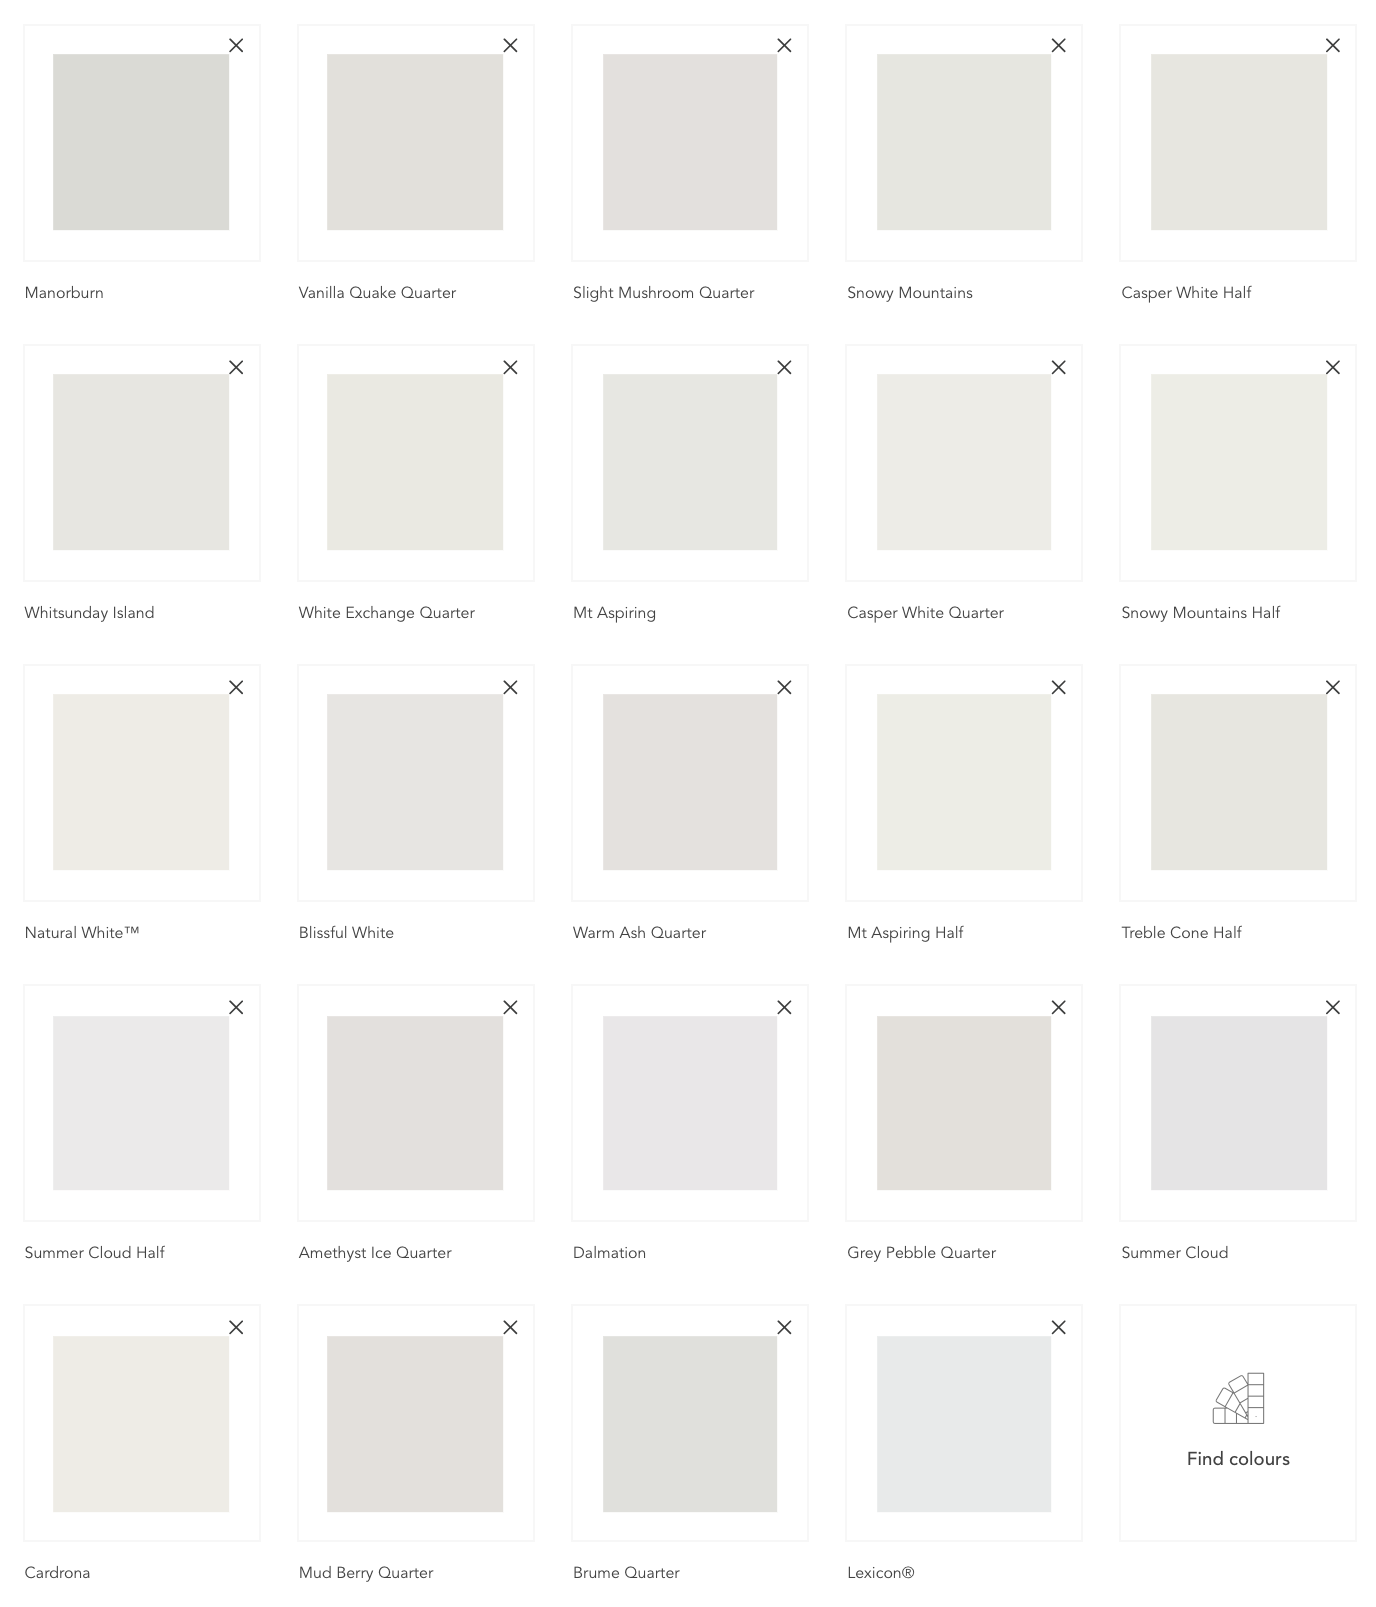 Manorburn
Vanilla Quake Quarter
Slight Mushroom Quarter
Snowy Mountains
Casper White Half
Whitsunday Island
White Exchange Quarter
Mt Aspiring
Casper White Quarter
Snowy Mountains Half
Natural White™
Blissful White
Warm Ash Quarter
Mt Aspiring Half
Treble Cone Half
Summer Cloud Half
Amethyst Ice Quarter
Dalmation
Grey Pebble Quarter
Summer Cloud
Find colours
Cardrona
Mud Berry Quarter
Brume Quarter
Lexicon®